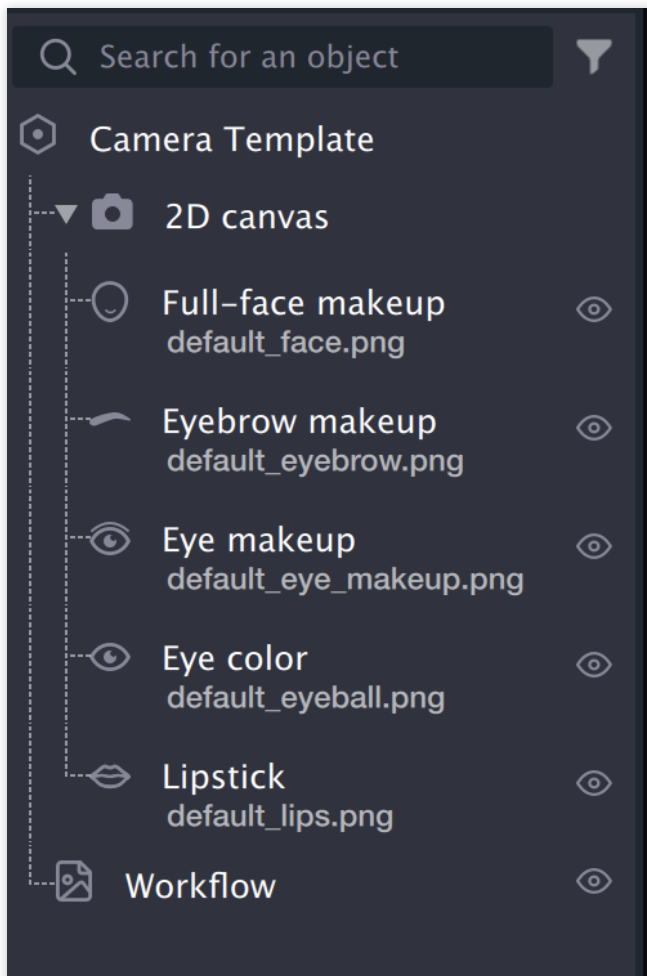 Search for an object
Camera Template
2D canvas
Full-face makeup
default_face.png
Eyebrow makeup
default_eyebrow.png
Eye makeup
default_eye_makeup.png
Eye color
default_eyeball.png
Lipstick
default_lips.png
Workflow